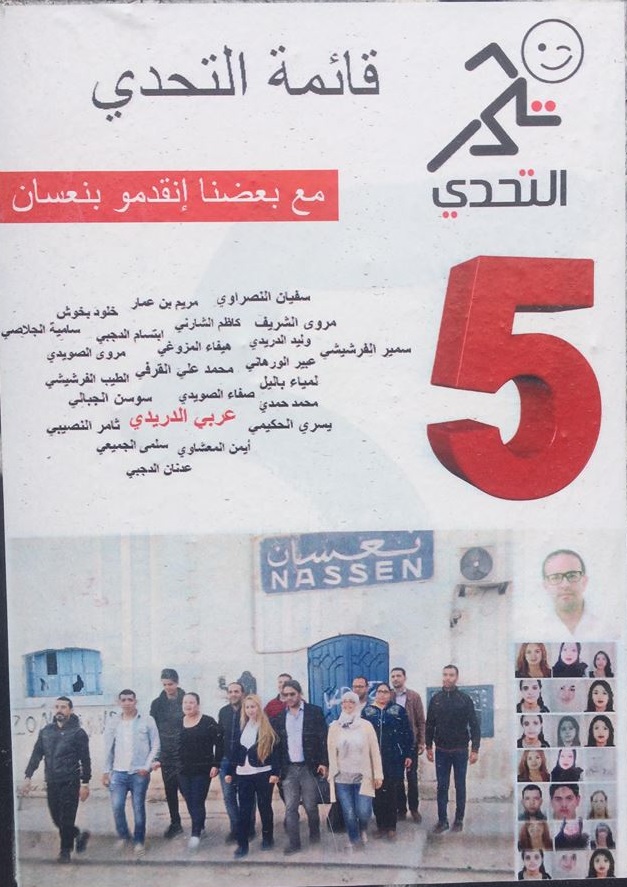 قائمة التحدي
التحدي
مع بعضنا إنقدمو بنعسان
5
سفيان النصراوي
مريم بن عمار
خلود بخوش
مروى الشريف
كاظم الشارني
ابتسام الدجبي
سامية الجلاصي
وليد الدريدي
هيفاء المزوغي
مروى الصويدي
سمير الفرشيشي
عبير الورهاني
محمد علي القرفي
الطيب الفرشيشي
لمياء باليل
صفاء الصويدي
سوسن الجبالي
محمد حمدي
عربي الدريدي
ثامر النصيبي
يسري الحكيمي
أيمن المعشاوي
سلمى الجميعي
عدنان الدجبي
نعسان
NASSEN